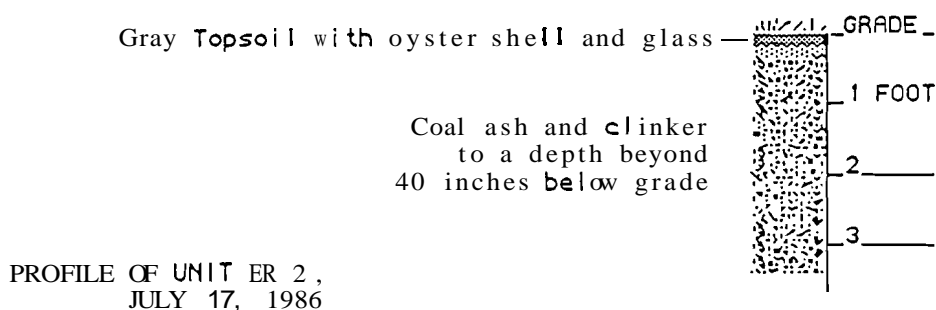 GRADE
Gray Topsoil with oyster shell and glass
1 FOOT
Coal ash and clinker
to a depth beyond
40 inches below grade
2
3
PROFILE OF UNIT ER 2,
JULY 17, 1986